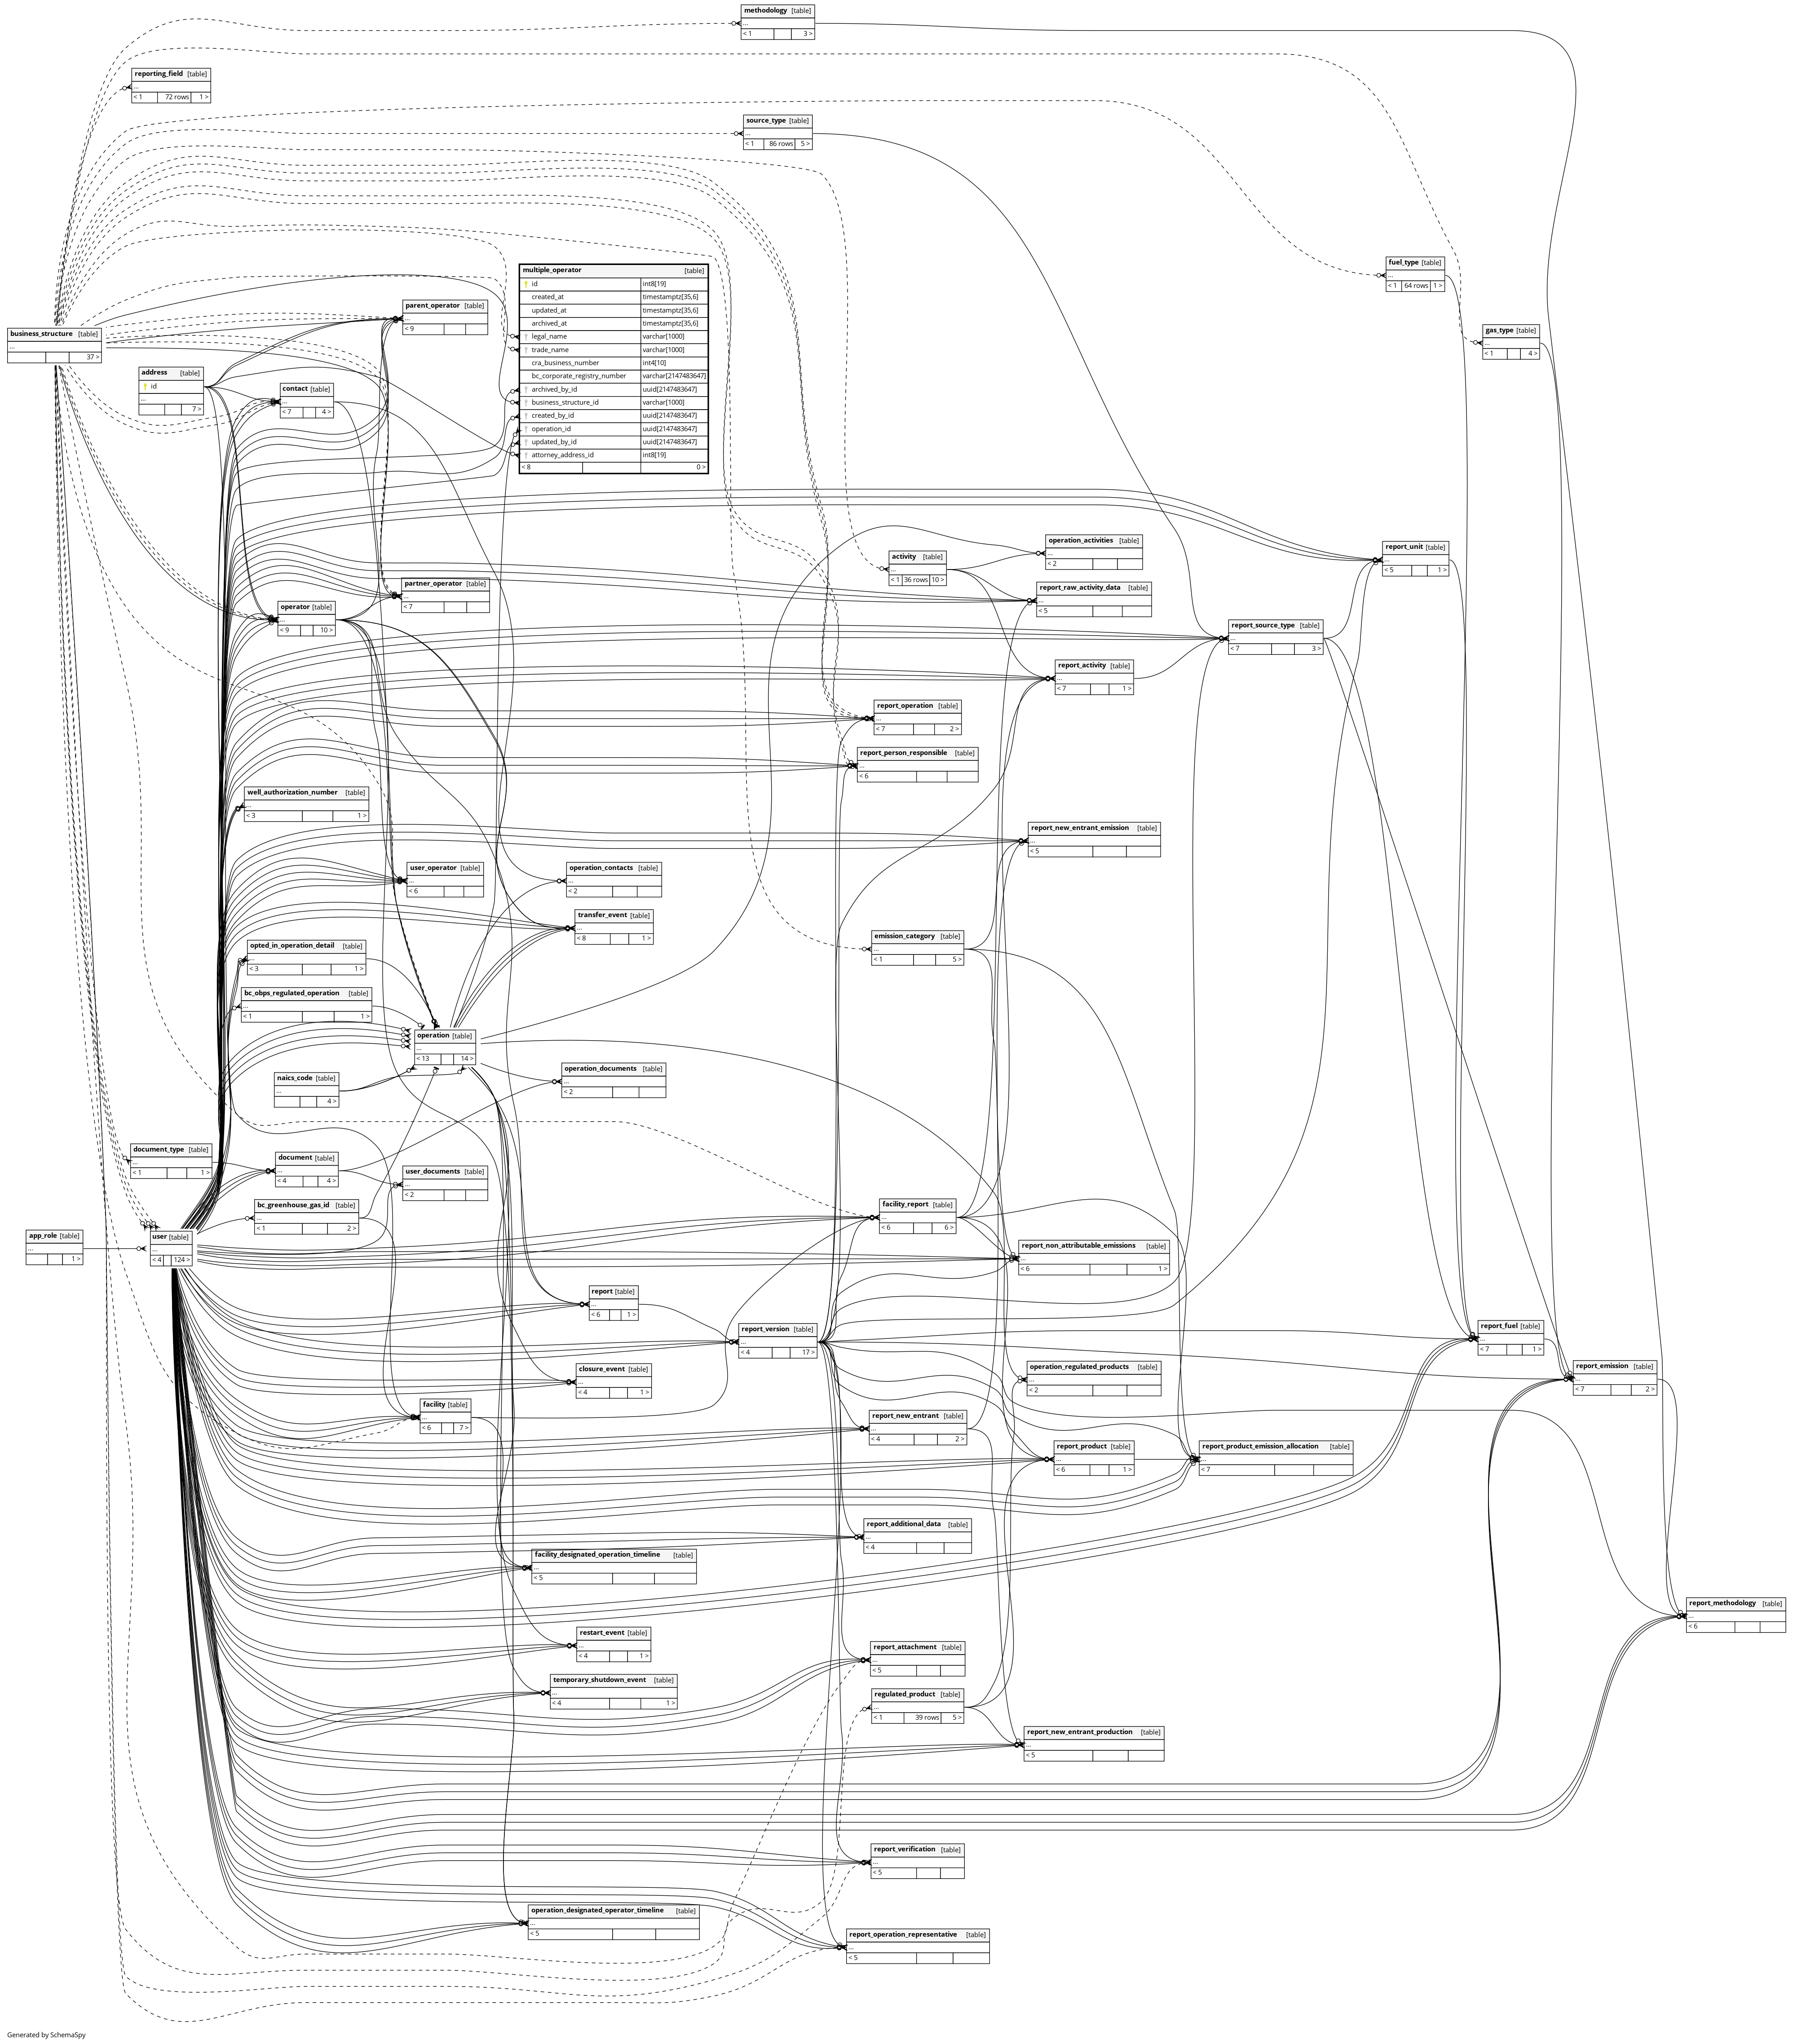 methodology [table]
...
< 1 3 >
reporting_field [table]
...
< 1 72 rows 1 >
source_type [table]
...
< 1 86 rows 5 >
fuel_type [table]
...
< 1 64 rows 1 >
gas_type [table]
...
< 1 4 >
multiple_operator [table]
id int8[19]
created_at timestamptz[35,6]
updated_at timestamptz[35,6]
archived_at timestamptz[35,6]
legal_name varchar[1000]
trade_name varchar[1000]
cra_business_number int4[10]
bc_corporate_registry_number varchar[2147483647]
archived_by_id uuid[2147483647]
business_structure_id varchar[1000]
created_by_id uuid[2147483647]
operation_id uuid[2147483647]
updated_by_id uuid[2147483647]
attorney_address_id int8[19]
< 8 0 >
parent_operator [table]
...
< 9
business_structure [table]
...
37 >
address [table]
id
...
7 >
contact [table]
...
< 7 4 >
operation_activities [table]
...
< 2
report_unit [table]
...
< 5 1 >
activity [table]
...
< 1 36 rows 10 >
partner_operator [table]
...
< 7
report_raw_activity_data [table]
...
< 5
operator [table]
...
< 9 10 >
report_source_type [table]
...
< 7 3 >
report_activity [table]
...
< 7 1 >
report_operation [table]
...
< 7 2 >
report_person_responsible [table]
...
< 6
well_authorization_number [table]
...
< 3 1 >
report_new_entrant_emission [table]
...
< 5
user_operator [table]
...
< 6
operation_contacts [table]
...
< 2
transfer_event [table]
...
< 8 1 >
emission_category [table]
...
< 1 5 >
opted_in_operation_detail [table]
...
< 3 1 >
bc_obps_regulated_operation [table]
...
< 1 1 >
operation [table]
...
< 13 14 >
operation_documents [table]
...
< 2
naics_code [table]
...
4 >
document_type [table]
...
< 1 1 >
document [table]
...
< 4 4 >
user_documents [table]
...
< 2
bc_greenhouse_gas_id [table]
...
< 1 2 >
facility_report [table]
...
< 6 6 >
app_role [table]
...
1 >
user [table]
...
< 4 124 >
report_non_attributable_emissions [table]
...
< 6 1 >
report [table]
...
< 6 1 >
report_version [table]
...
< 4 17 >
report_fuel [table]
...
< 7 1 >
closure_event [table]
...
< 4 1 >
operation_regulated_products [table]
...
< 2
report_emission [table]
...
< 7 2 >
facility [table]
...
< 6 7 >
report_new_entrant [table]
...
< 4 2 >
report_product [table]
...
< 6 1 >
report_product_emission_allocation [table]
...
< 7
report_additional_data [table]
...
< 4
facility_designated_operation_timeline [table]
...
< 5
report_methodology [table]
...
< 6
restart_event [table]
...
< 4 1 >
report_attachment [table]
...
< 5
temporary_shutdown_event [table]
...
< 4 1 >
regulated_product [table]
...
< 1 39 rows 5 >
report_new_entrant_production [table]
...
< 5
report_verification [table]
...
< 5
operation_designated_operator_timeline [table]
...
< 5
report_operation_representative [table]
...
< 5
Generated by SchemaSpy